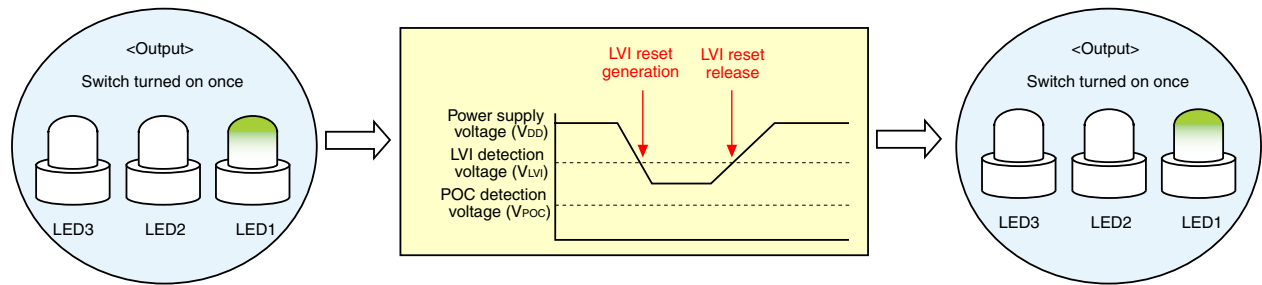 <Output>
Switch turned on once
LED3 LED2 LED1
LVI reset
generation
LVI reset
release
Power supply
voltage (VDD)
LVI detection
voltage (VLVI)
POC detection
voltage (VPOC)
<Output>
Switch turned on once
LED3 LED2 LED1